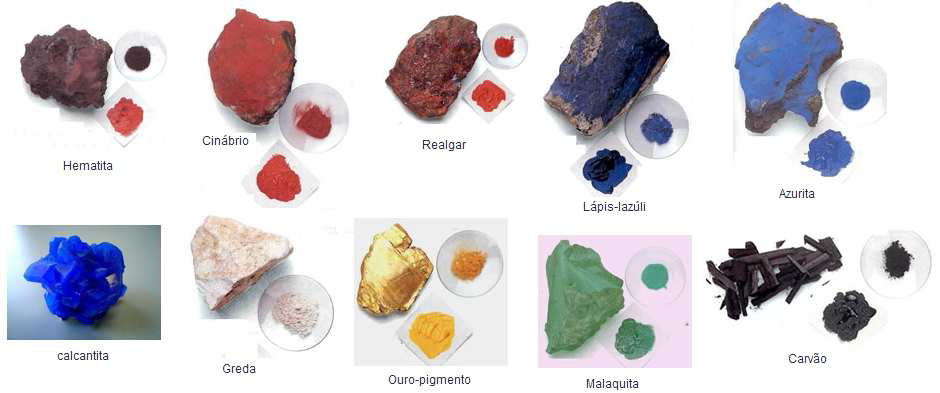 Hematita
Cinábrio
Realgar
Lápis-lazúli
Azurita
calcantita
Greda
Ouro-pigmento
Malaquita
Carvão